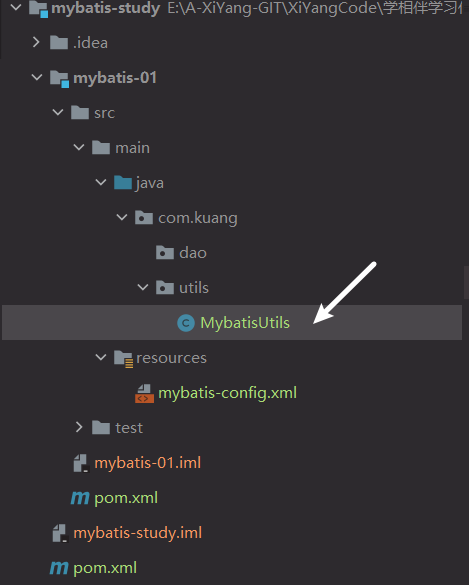 mybatis-study E:\A-XiYang-GIT\XiYangCode\学相伴学习
.idea
mybatis-01
src
main
java
com.kuang
dao
utils
C MybatisUtils
resources
mybatis-config.xml
test
mybatis-01.iml
m pom.xml
mybatis-study.iml
m pom.xml